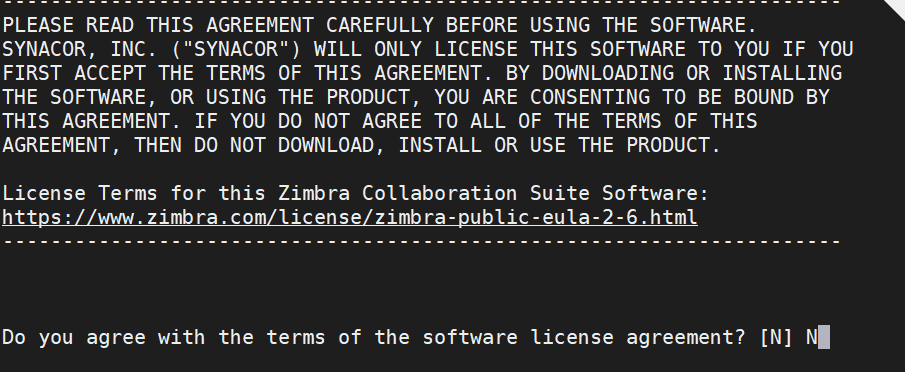 ----------------------------------------------------------------------
PLEASE READ THIS AGREEMENT CAREFULLY BEFORE USING THE SOFTWARE.
SYNACOR, INC. ("SYNACOR") WILL ONLY LICENSE THIS SOFTWARE TO YOU IF YOU
FIRST ACCEPT THE TERMS OF THIS AGREEMENT. BY DOWNLOADING OR INSTALLING
THE SOFTWARE, OR USING THE PRODUCT, YOU ARE CONSENTING TO BE BOUND BY
THIS AGREEMENT. IF YOU DO NOT AGREE TO ALL OF THE TERMS OF THIS
AGREEMENT, THEN DO NOT DOWNLOAD, INSTALL OR USE THE PRODUCT.
License Terms for this Zimbra Collaboration Suite Software:
https://www.zimbra.com/license/zimbra-public-eula-2-6.html
----------------------------------------------------------------------
Do you agree with the terms of the software license agreement? [N] N